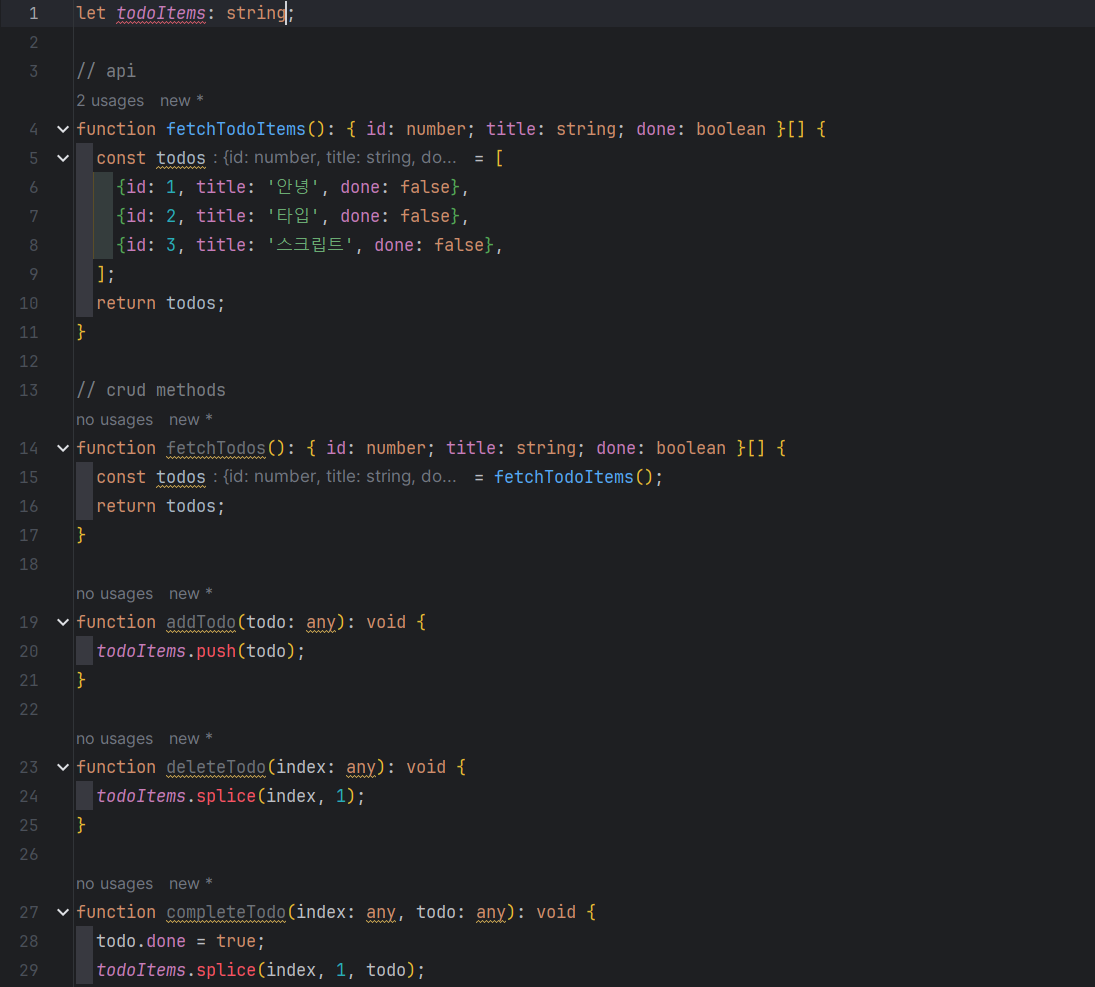 1 let todoItems: string;
2
3 // api
2 usages new *
4 function fetchTodoItems(): { id: number; title: string; done: boolean }[] {
5 const todos : {id: number, title: string, do... = [
6 {id: 1, title: '안녕', done: false},
7 {id: 2, title: '타입', done: false},
8 {id: 3, title: '스크립트', done: false},
9 ];
10 return todos;
11 }
12
13 // crud methods
no usages new *
14 function fetchTodos(): { id: number; title: string; done: boolean }[] {
15 const todos : {id: number, title: string, do... = fetchTodoItems();
16 return todos;
17 }
18
no usages new *
19 function addTodo(todo: any): void {
20 todoItems.push(todo);
21 }
22
no usages new *
23 function deleteTodo(index: any): void {
24 todoItems.splice(index, 1);
25 }
26
no usages new *
27 function completeTodo(index: any, todo: any): void {
28 todo.done = true;
29 todoItems.splice(index, 1, todo);